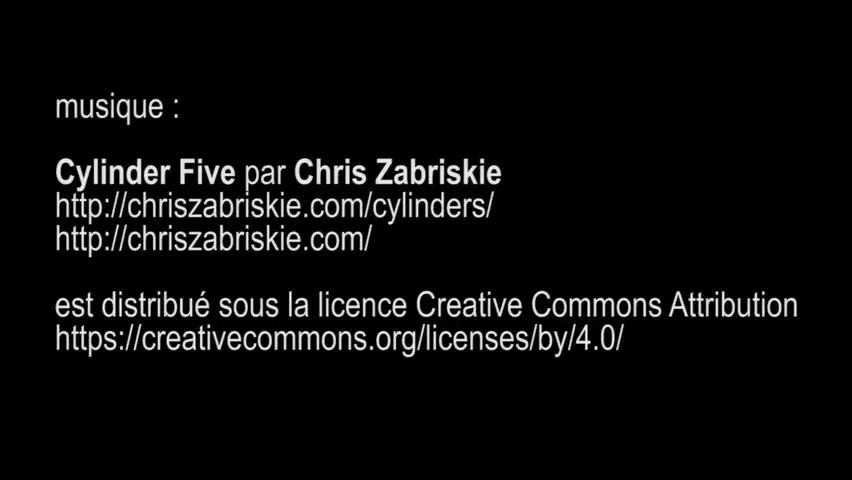 musique :
Cylinder Five par Chris Zabriskie
http://chriszabriskie.com/cylinders/
http://chriszabriskie.com/
est distribué sous la licence Creative Commons Attribution
https://creativecommons.org/licenses/by/4.0/